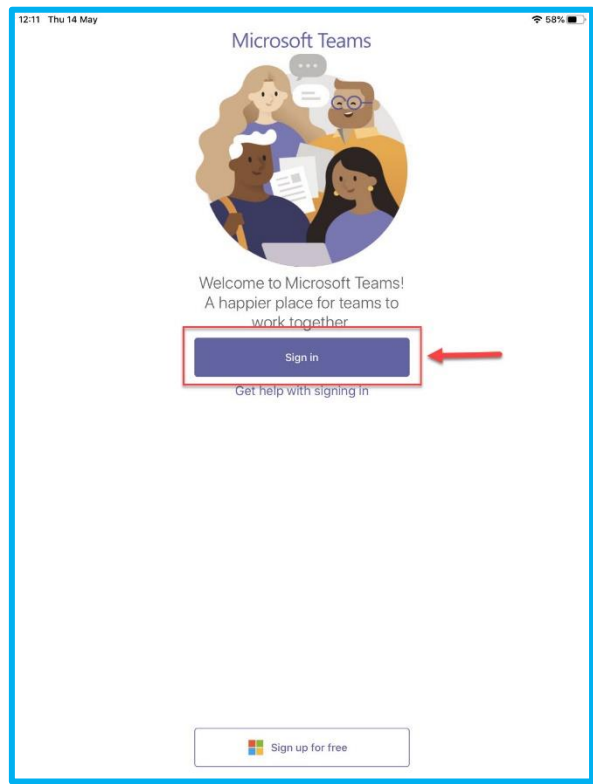 12:11 Thu 14 May 58%
Microsoft Teams
Welcome to Microsoft Teams!
A happier place for teams to
work together
Sign in
Get help with signing in
Sign up for free